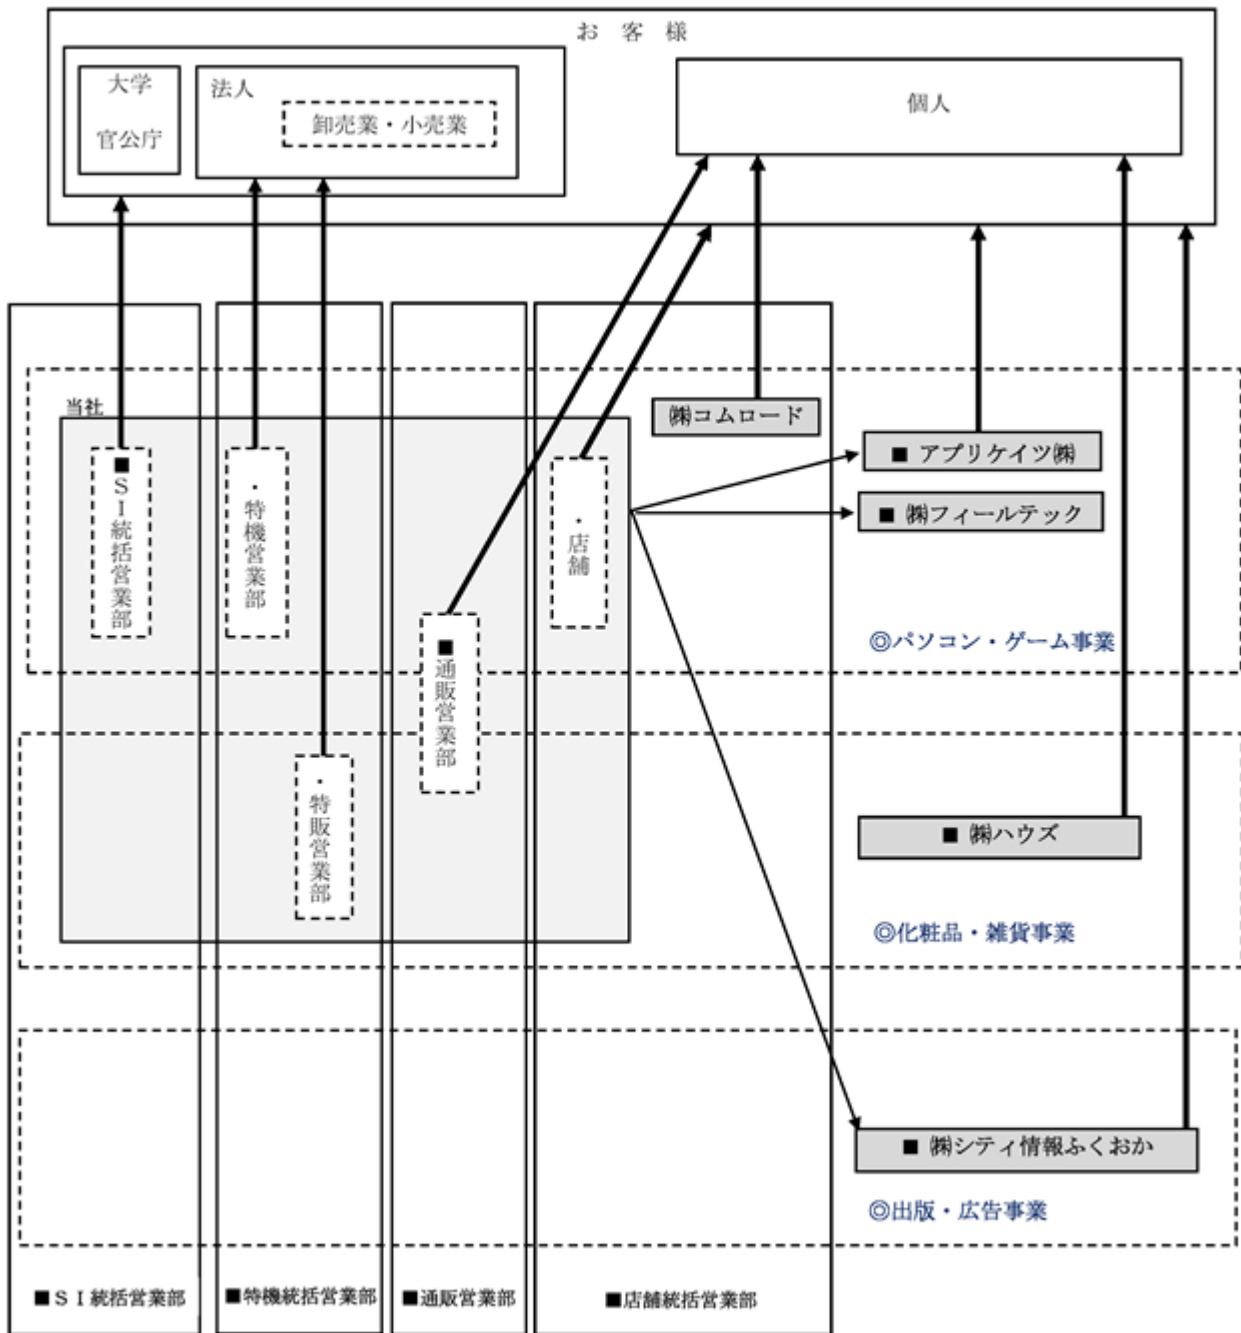 お 客 様
大学
官公庁
法人
卸売業・小売業
個人
当社
㈱コムロード
■ アプリケイツ㈱
■ ㈱フィールテック
■SI統括営業部
・特機営業部
・店舗
◎パソコン・ゲーム事業
■通販営業部
・特販営業部
■ ㈱ハウズ
◎化粧品・雑貨事業
■ ㈱シティ情報ふくおか
◎出版・広告事業
■ＳＩ統括営業部
■特機統括営業部
■通販営業部
■店舗統括営業部